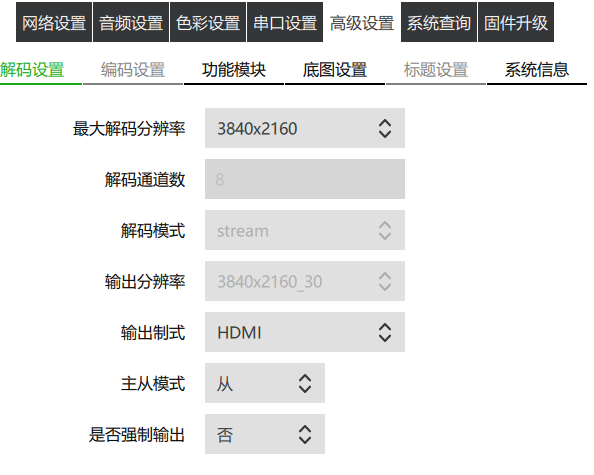 网络设置 音频设置 色彩设置 串口设置 高级设置 系统查询 固件升级
解码设置 编码设置 功能模块 底图设置 标题设置 系统信息
最大解码分辨率 3840x2160
解码通道数 8
解码模式 stream
输出分辨率 3840x2160_30
输出制式 HDMI
主从模式 从
是否强制输出 否